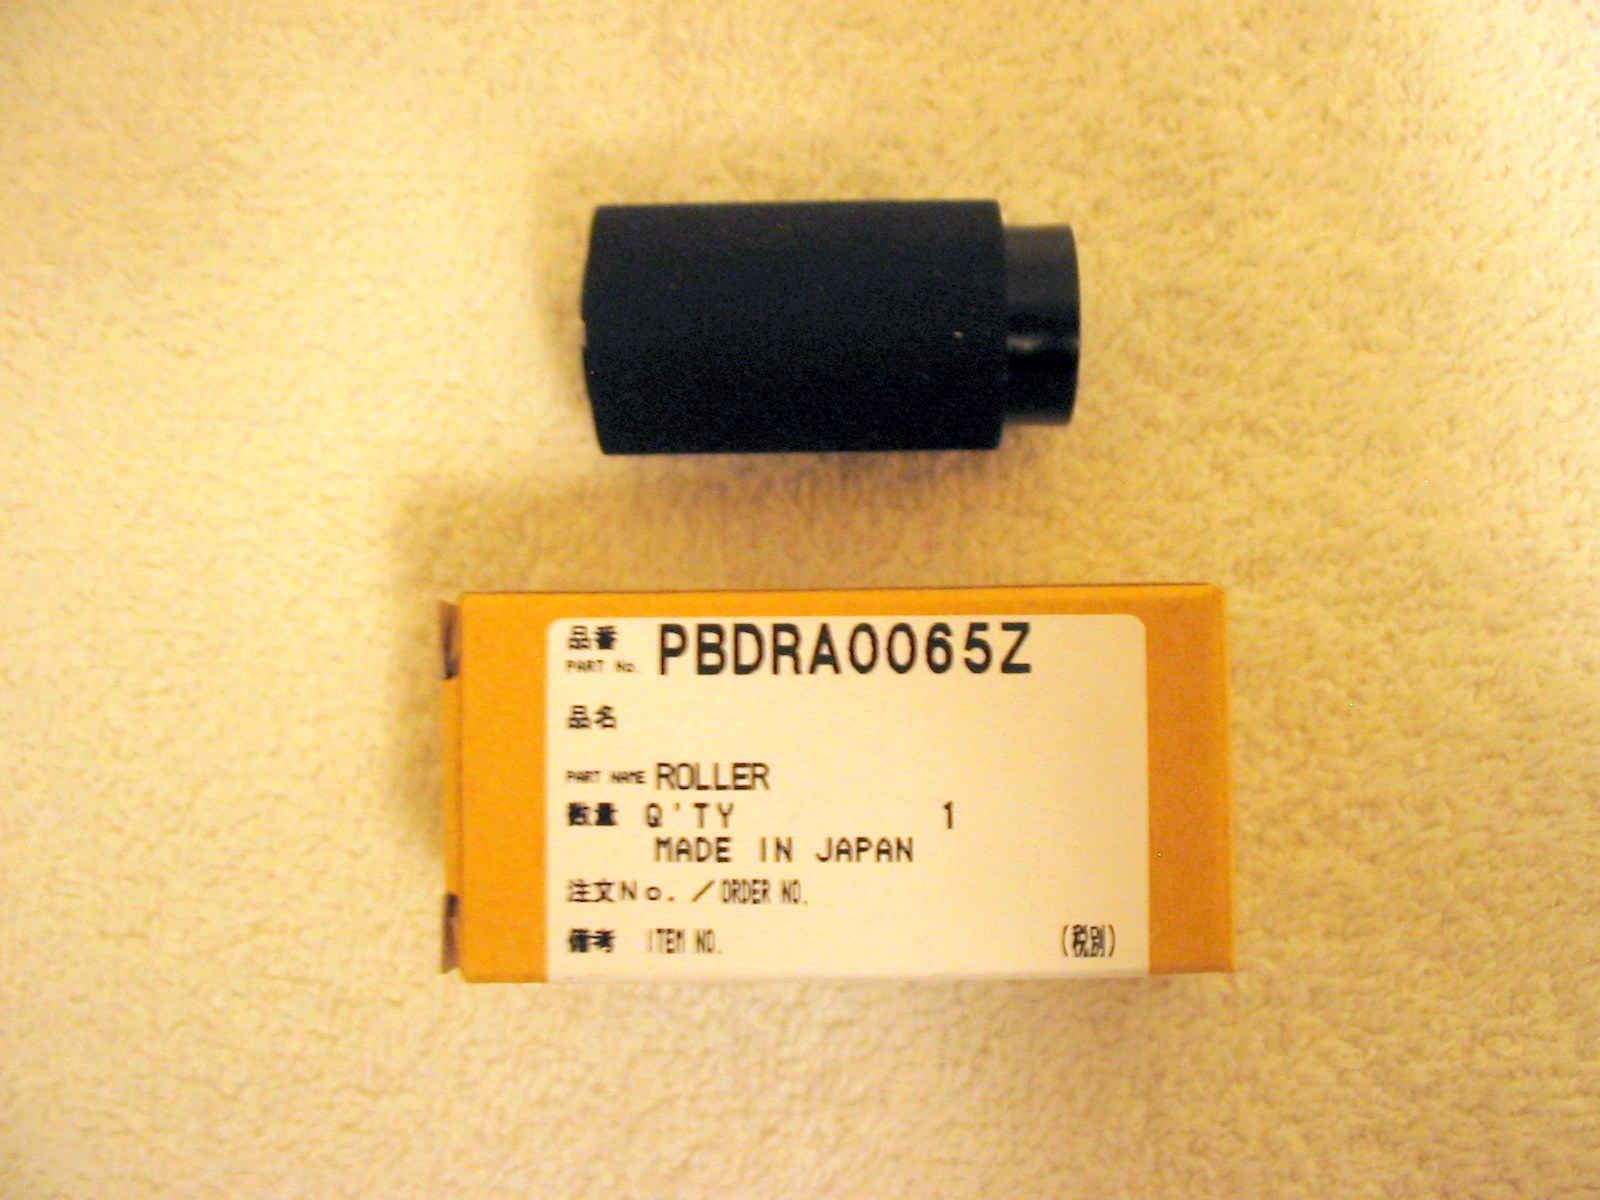 品番 PBDRA0065Z
PART No.
品名
PART NAME ROLLER
数量 Q'TY 1
MADE IN JAPAN
注文No.／ORDER NO.
備考 ITEM NO. (税別)